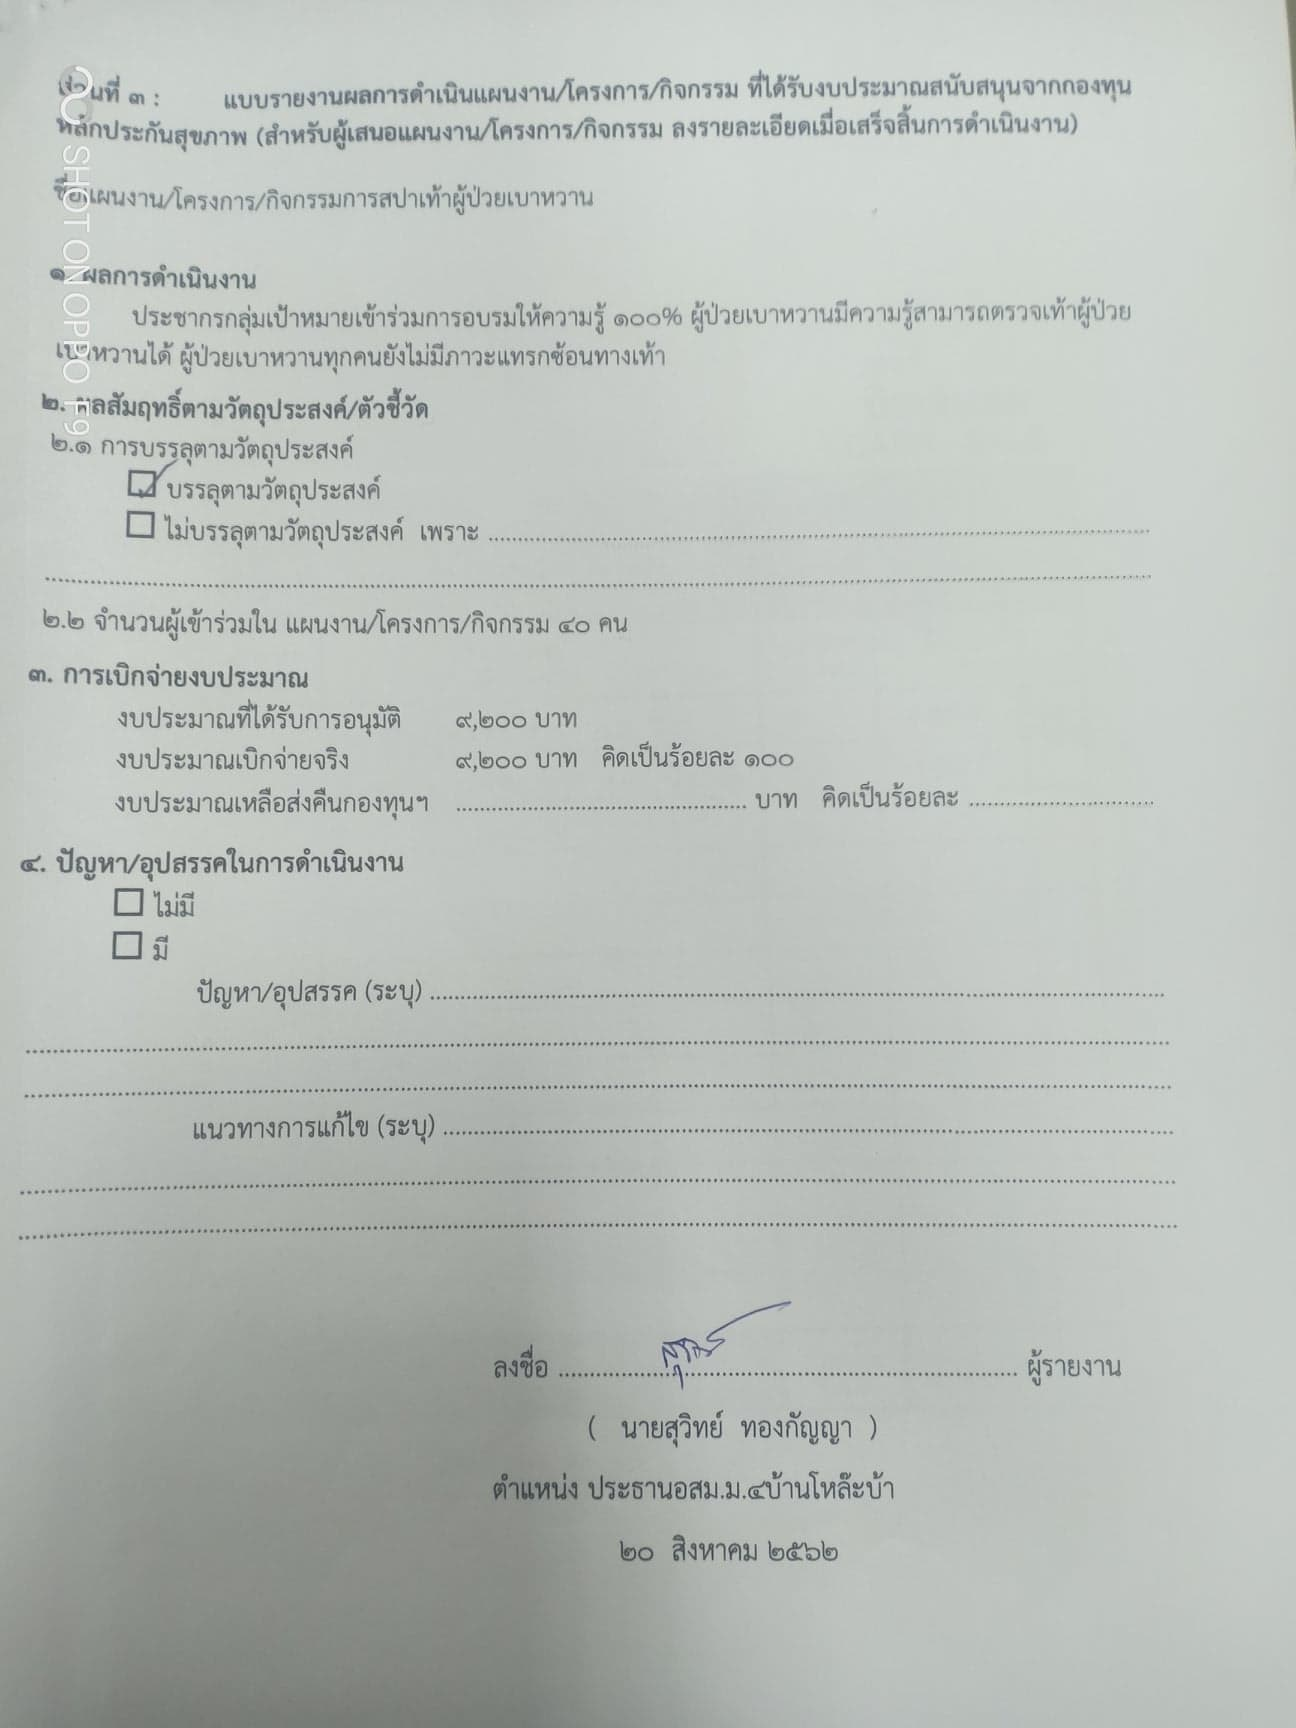 ส่วนที่ ๓ : แบบรายงานผลการดำเนินแผนงาน/โครงการ/กิจกรรม ที่ได้รับงบประมาณสนับสนุนจากกองทุน
หลักประกันสุขภาพ (สำหรับผู้เสนอแผนงาน/โครงการ/กิจกรรม ลงรายละเอียดเมื่อเสร็จสิ้นการดำเนินงาน)
ชื่อแผนงาน/โครงการ/กิจกรรมการสปาเท้าผู้ป่วยเบาหวาน
๑. ผลการดำเนินงาน
ประชากรกลุ่มเป้าหมายเข้าร่วมการอบรมให้ความรู้ ๑๐๐% ผู้ป่วยเบาหวานมีความรู้สามารถตรวจเท้าผู้ป่วย
เบาหวานได้ ผู้ป่วยเบาหวานทุกคนยังไม่มีภาวะแทรกซ้อนทางเท้า
๒. ผลสัมฤทธิ์ตามวัตถุประสงค์/ตัวชี้วัด
๒.๑ การบรรลุตามวัตถุประสงค์
บรรลุตามวัตถุประสงค์
ไม่บรรลุตามวัตถุประสงค์ เพราะ
๒.๒ จำนวนผู้เข้าร่วมใน แผนงาน/โครงการ/กิจกรรม ๔๐ คน
๓. การเบิกจ่ายงบประมาณ
งบประมาณที่ได้รับการอนุมัติ ๙,๒๐๐ บาท
งบประมาณเบิกจ่ายจริง ๙,๒๐๐ บาท คิดเป็นร้อยละ ๑๐๐
งบประมาณเหลือส่งคืนกองทุนฯ บาท คิดเป็นร้อยละ
๔. ปัญหา/อุปสรรคในการดำเนินงาน
ไม่มี
มี
ปัญหา/อุปสรรค (ระบุ)
แนวทางการแก้ไข (ระบุ)
ลงชื่อ ผู้รายงาน
( นายสุวิทย์ ทองกัญญา )
ตำแหน่ง ประธานอสม.ม.๔บ้านโหล๊ะบ้า
๒๐ สิงหาคม ๒๕๖๒
SHOT ON OPPO F9